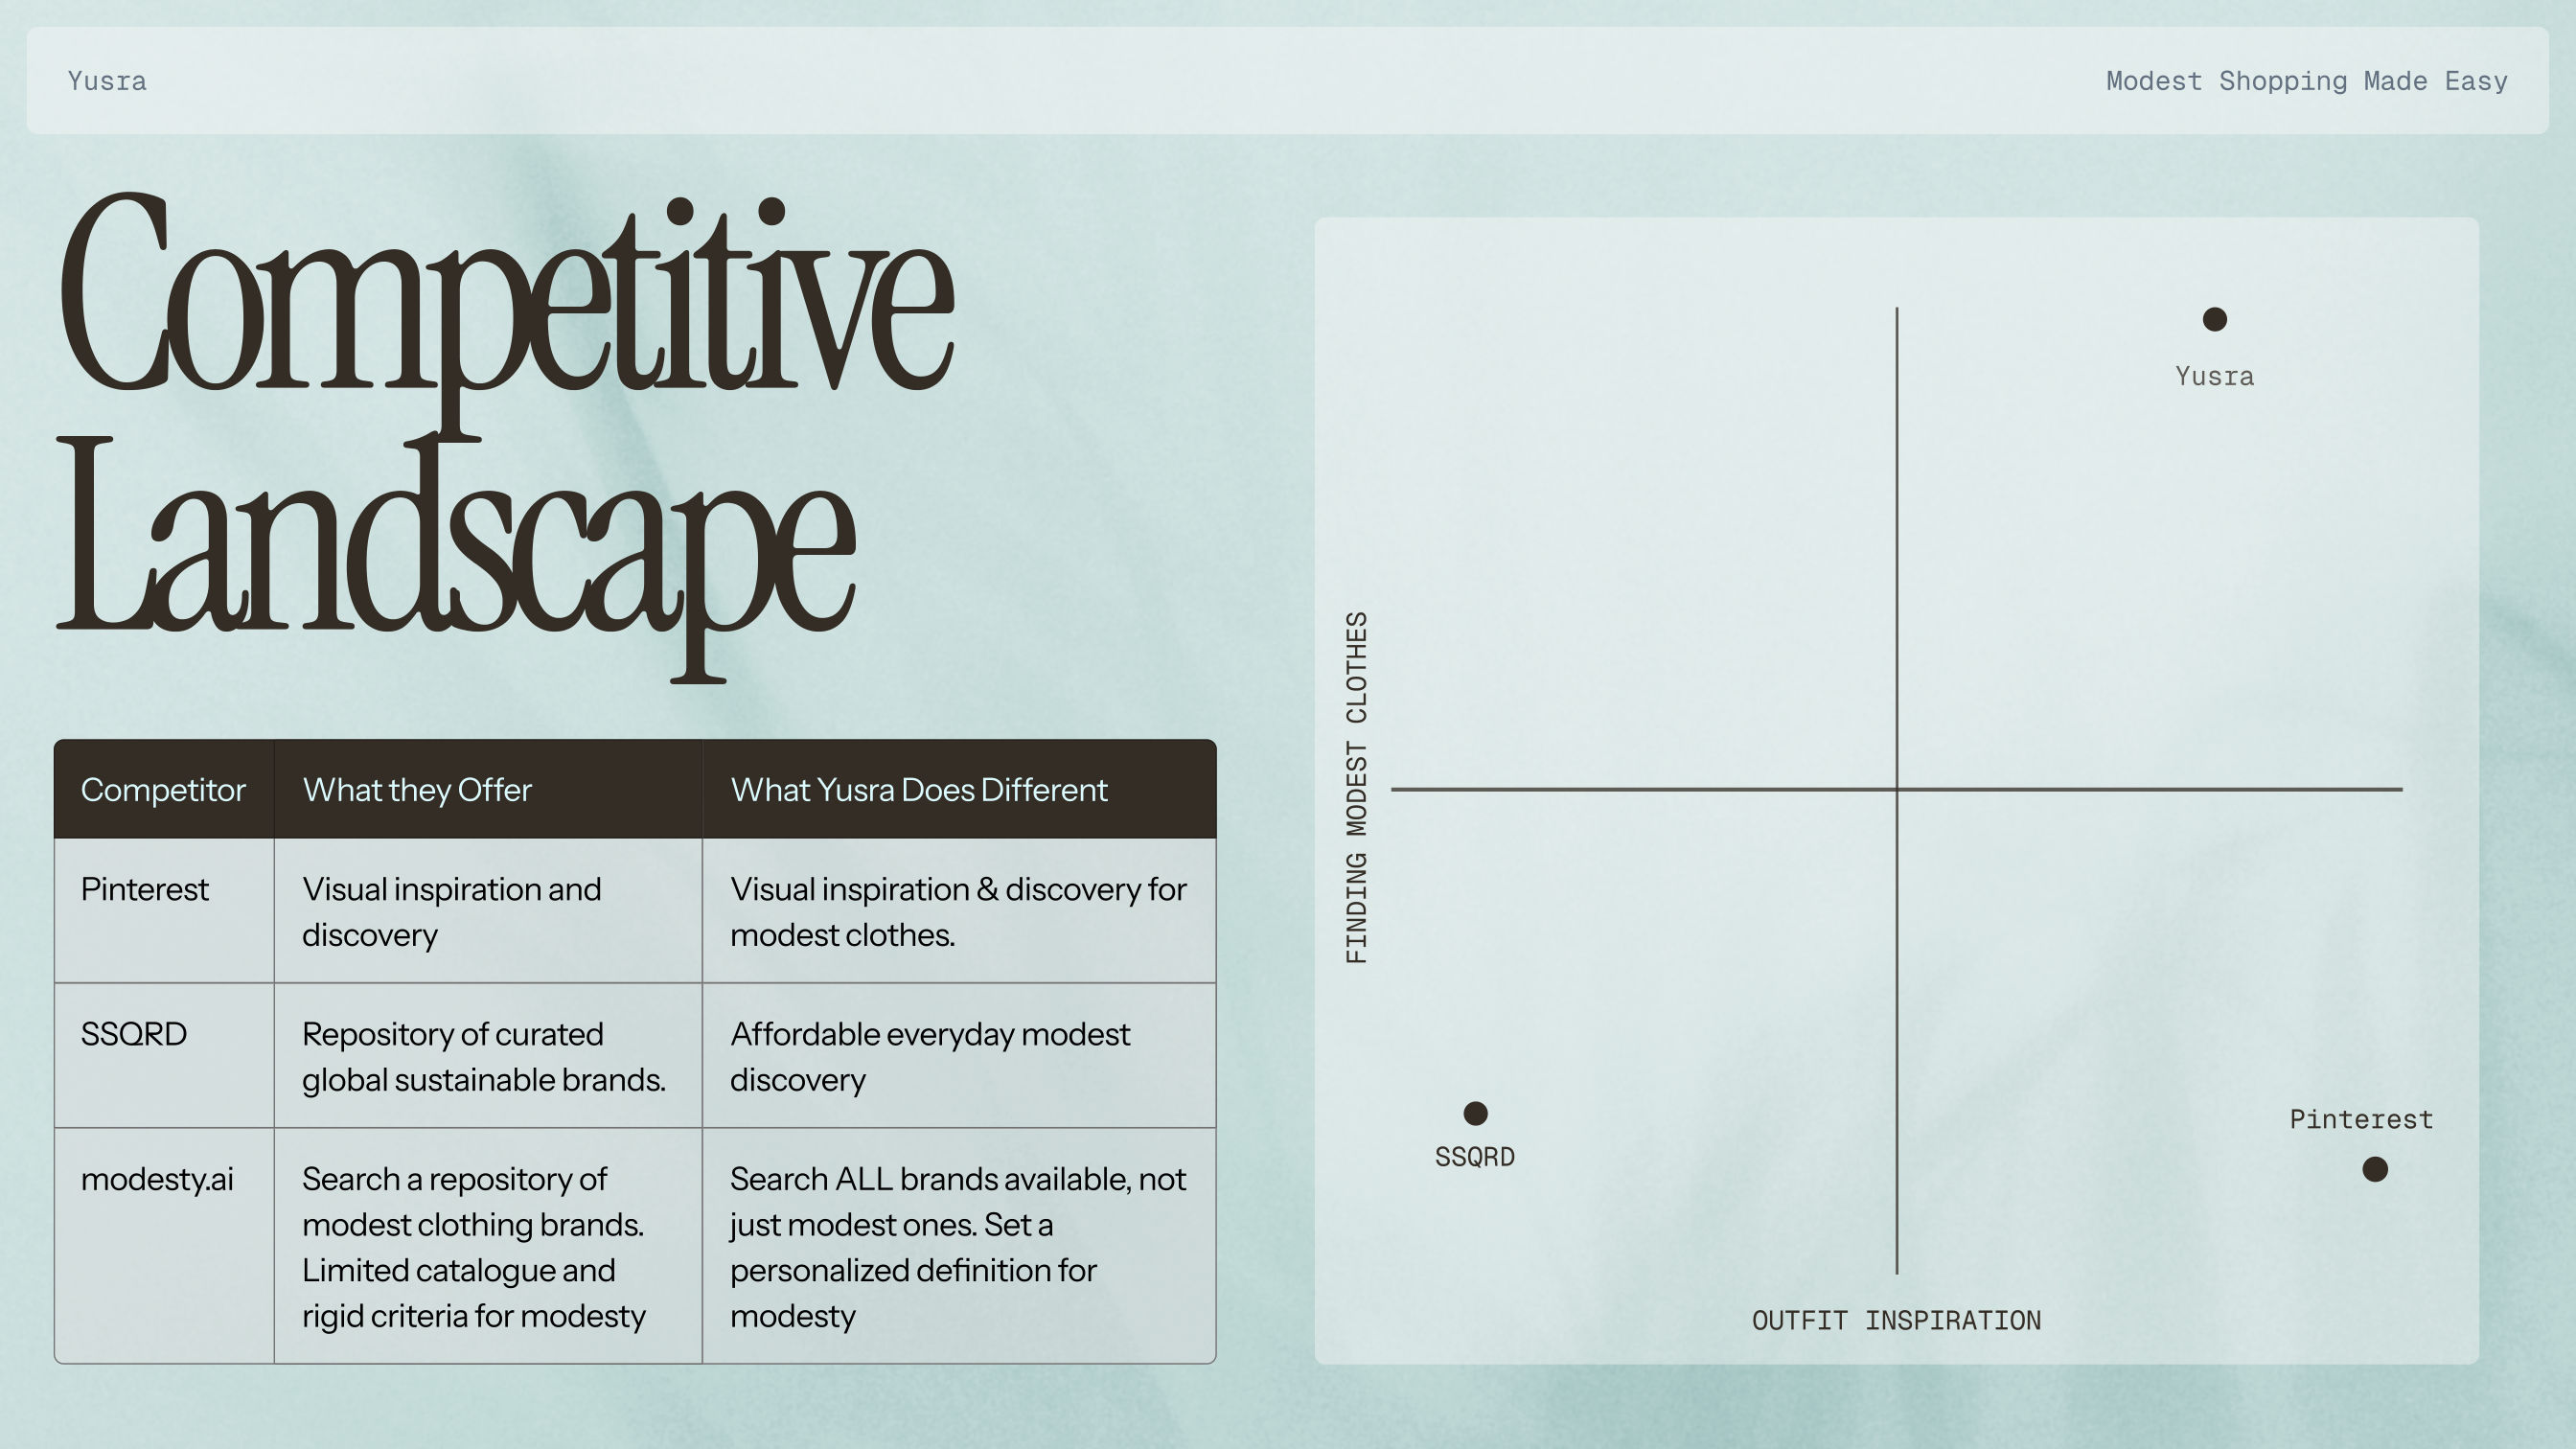 Yusra
Modest Shopping Made Easy
Competitive
Landscape
Competitor
What they Offer
What Yusra Does Different
Pinterest
Visual inspiration and
discovery
Visual inspiration & discovery for
modest clothes.
SSQRD
Repository of curated
global sustainable brands.
Affordable everyday modest
discovery
modesty.ai
Search a repository of
modest clothing brands.
Limited catalogue and
rigid criteria for modesty
Search ALL brands available, not
just modest ones. Set a
personalized definition for
modesty
FINDING MODEST CLOTHES
Yusra
SSQRD
Pinterest
OUTFIT INSPIRATION